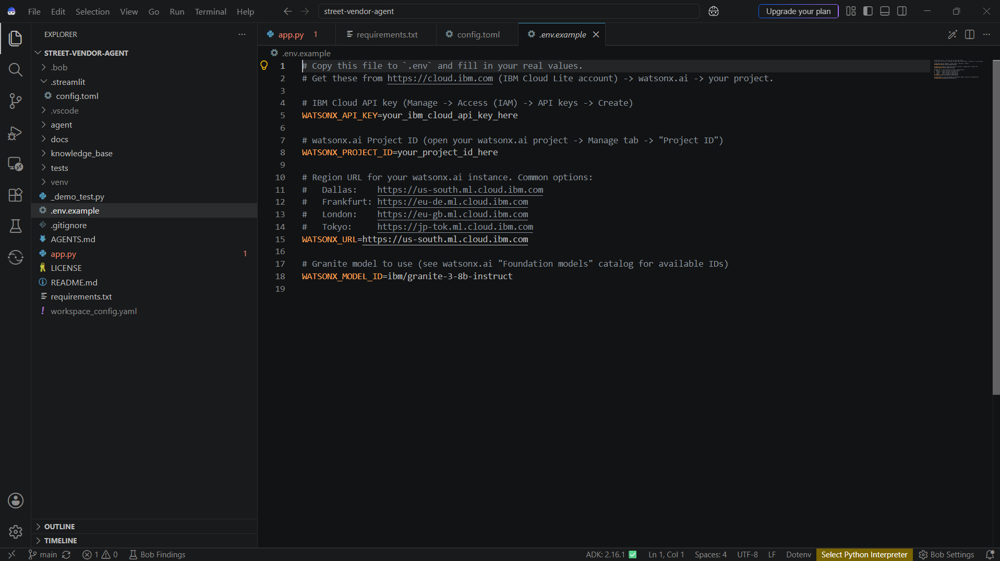 File Edit Selection View Go Run Terminal Help street-vendor-agent Upgrade your plan
EXPLORER
STREET-VENDOR-AGENT
.bob
.streamlit
config.toml
.vscode
agent
docs
knowledge_base
tests
venv
_demo_test.py
.env.example
.gitignore
AGENTS.md
app.py 1
LICENSE
README.md
requirements.txt
workspace_config.yaml
OUTLINE
TIMELINE
app.py 1 requirements.txt config.toml .env.example
.env.example
1 # Copy this file to `.env` and fill in your real values.
2 # Get these from https://cloud.ibm.com (IBM Cloud Lite account) -> watsonx.ai -> your project.
3
4 # IBM Cloud API key (Manage -> Access (IAM) -> API keys -> Create)
5 WATSONX_API_KEY=your_ibm_cloud_api_key_here
6
7 # watsonx.ai Project ID (open your watsonx.ai project -> Manage tab -> "Project ID")
8 WATSONX_PROJECT_ID=your_project_id_here
9
10 # Region URL for your watsonx.ai instance. Common options:
11 #   Dallas:    https://us-south.ml.cloud.ibm.com
12 #   Frankfurt: https://eu-de.ml.cloud.ibm.com
13 #   London:    https://eu-gb.ml.cloud.ibm.com
14 #   Tokyo:     https://jp-tok.ml.cloud.ibm.com
15 WATSONX_URL=https://us-south.ml.cloud.ibm.com
16
17 # Granite model to use (see watsonx.ai "Foundation models" catalog for available IDs)
18 WATSONX_MODEL_ID=ibm/granite-3-8b-instruct
19
main 1 0 Bob Findings ADK: 2.16.1 Ln 1, Col 1 Spaces: 4 UTF-8 LF Dotenv Select Python Interpreter Bob Settings